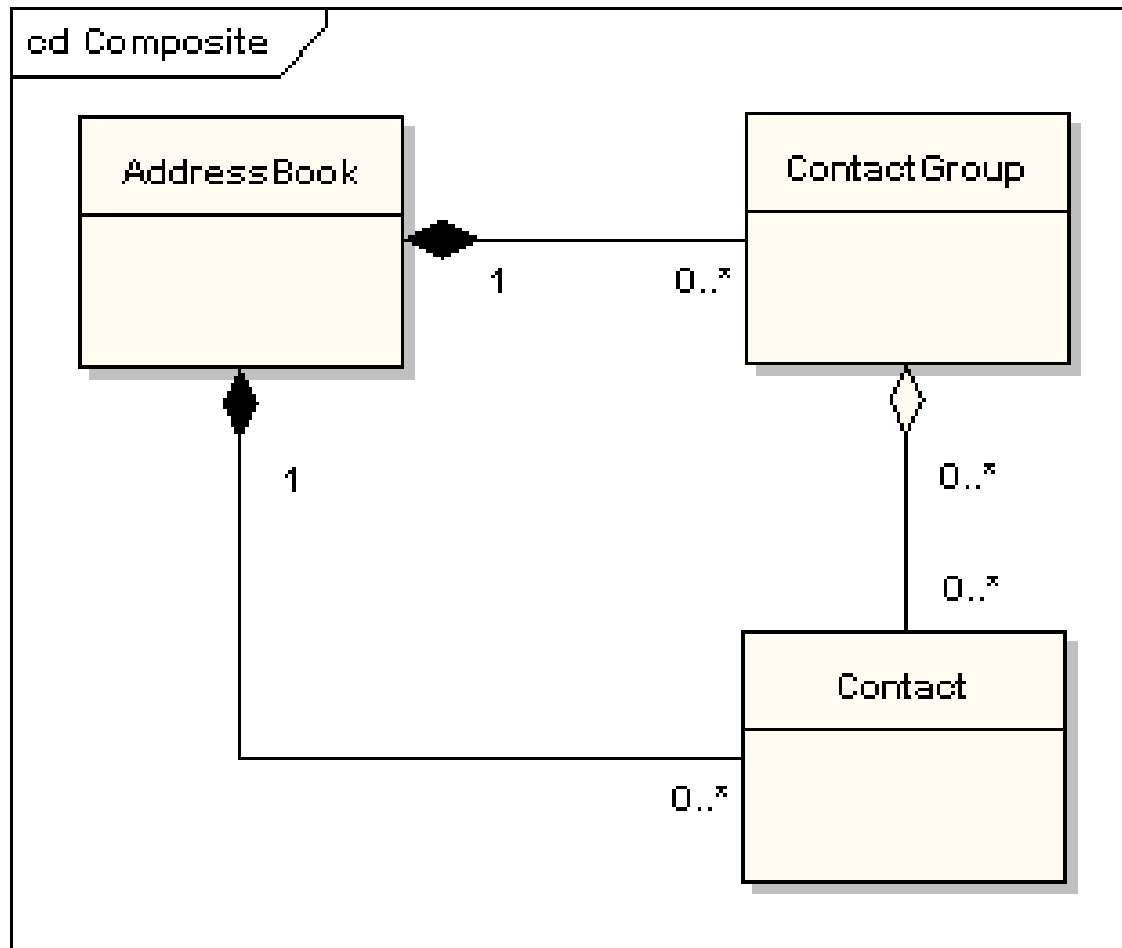 cd Composite
AddressBook
ContactGroup
1
0..*
1
0..*
0..*
Contact
0..*